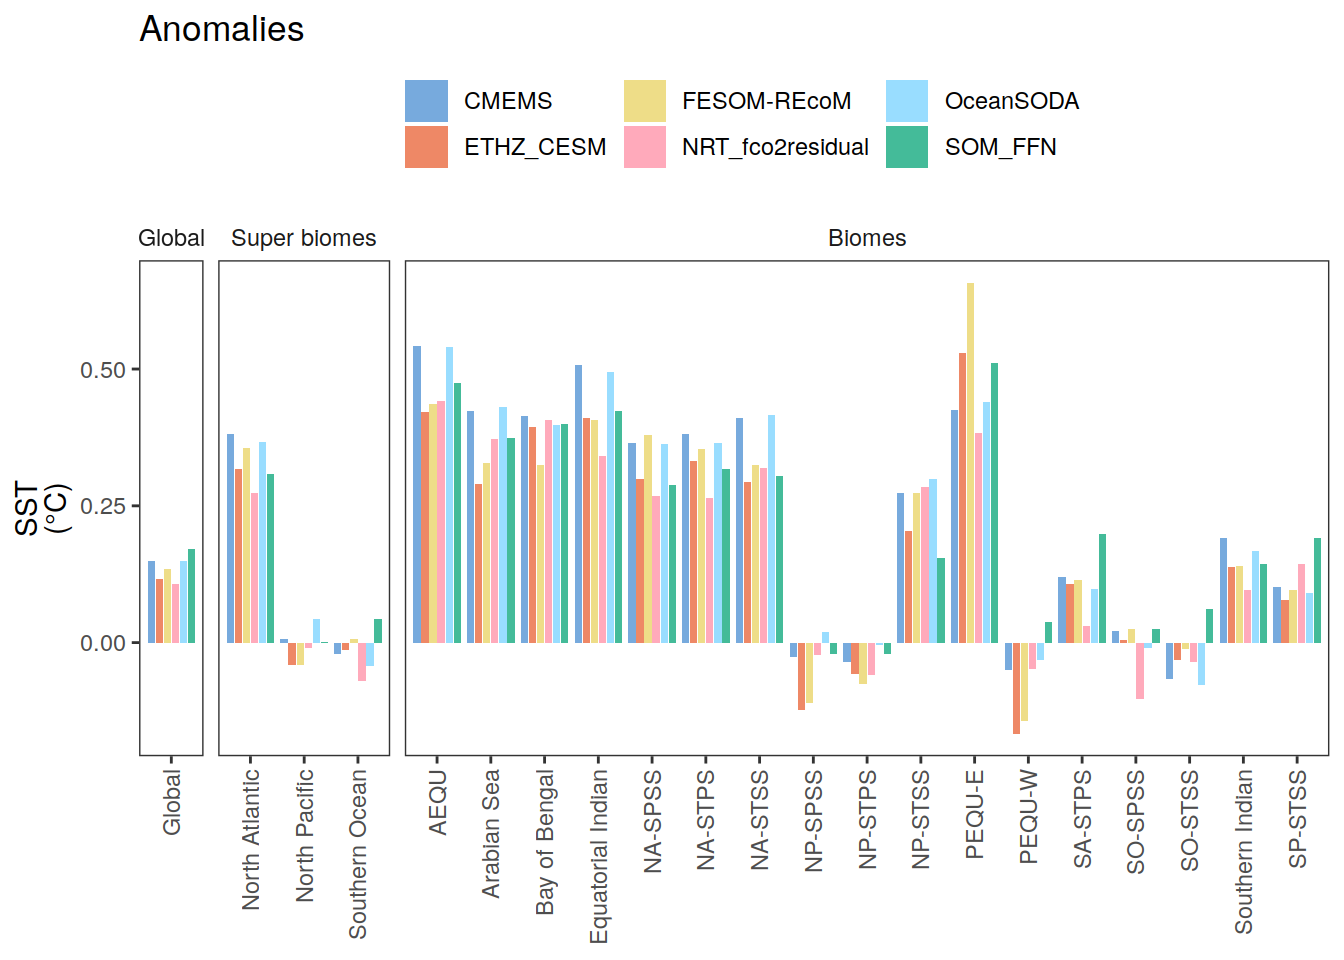 Anomalies
CMEMS
FESOM-REcoM
OceanSODA
ETHZ_CESM
NRT_fco2residual
SOM_FFN
Global
Super biomes
Biomes
SST
(°C)
0.50
0.25
0.00
Global
North Atlantic
North Pacific
Southern Ocean
AEQU
Arabian Sea
Bay of Bengal
Equatorial Indian
NA-SPSS
NA-STPS
NA-STSS
NP-SPSS
NP-STPS
NP-STSS
PEQU-E
PEQU-W
SA-STPS
SO-SPSS
SO-STSS
Southern Indian
SP-STSS